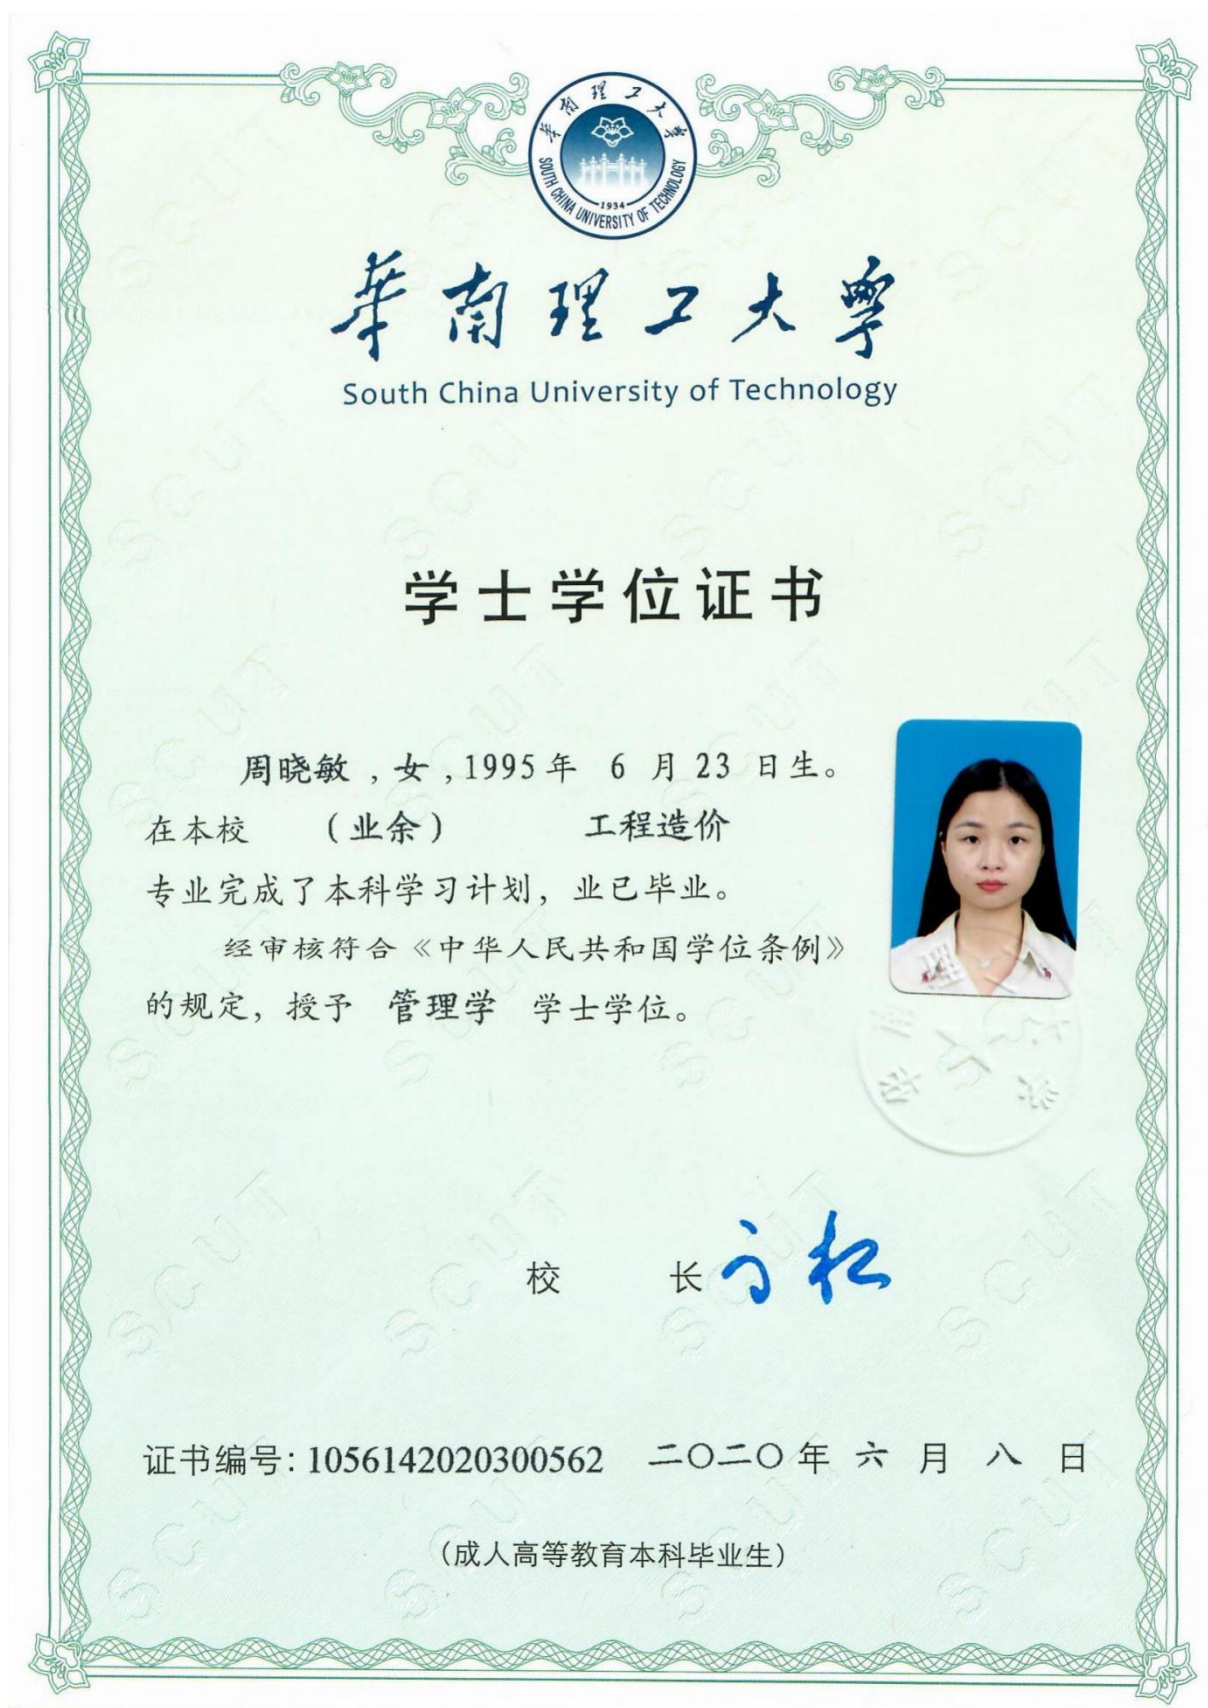 華南理工大學
SOUTH CHINA UNIVERSITY OF TECHNOLOGY
1934
華南理工大學
South China University of Technology
学士学位证书
周晓敏,女,1995年 6 月 23 日生。
在本校 (业余) 工程造价
专业完成了本科学习计划,业已毕业。
经审核符合《中华人民共和国学位条例》
的规定,授予 管理学 学士学位。
校 长
证书编号:1056142020300562 二〇二〇年 六 月 八 日
(成人高等教育本科毕业生)
SCUT